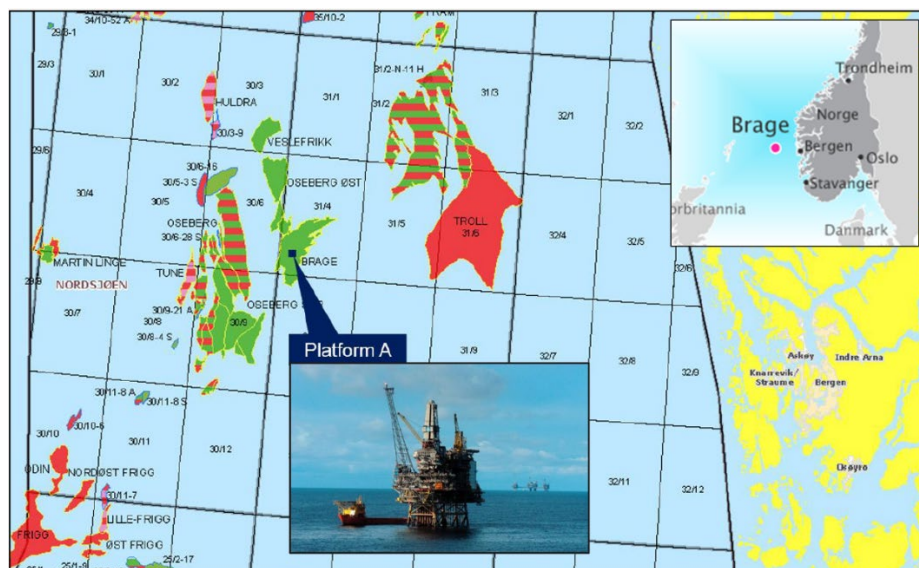 34/10-S2 A
35/10-2
FRAM
29/3-1
29/3
30/1
30/2
30/3
HULDRA
30/3-9
31/1
31/2-N-11 H
31/2
31/3
32/1
32/2
VESLEFRIKK
29/6
30/4
30/6-16
30/5-3 S
30/5
30/6
OSEBERG ØST
31/4
OSEBERG
30/6-28 S
31/5
TROLL
31/6
32/4
32/5
32/6
MARTIN LINGE
NORDSJØEN
TUNE
BRAGE
29/9
30/7
30/9-21 A
30/8
30/8-4 S
30/9
OSEBERG
Platform A
31/9
32/7
32/8
32/9
30/11-8 A
30/11-8 S
30/10
30/10-6
30/11
30/12
ODIN
NORDØST FRIGG
30/11-7
32/11
32/12
LILLE-FRIGG
FRIGG
ØST FRIGG
25/2-17
Trondheim
Norge
Brage
Bergen
Oslo
Stavanger
orbritannia
Danmark
Askøy
Indre Arna
Knarrevik/
Straume
Bergen
Osøyro